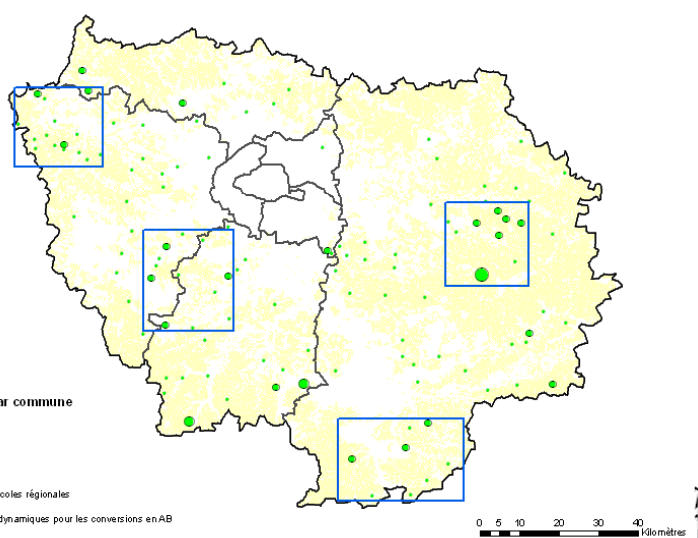 ar commune
coles régionales
dynamiques pour les conversions en AB
0 5 10 20 30 40
Kilomètres